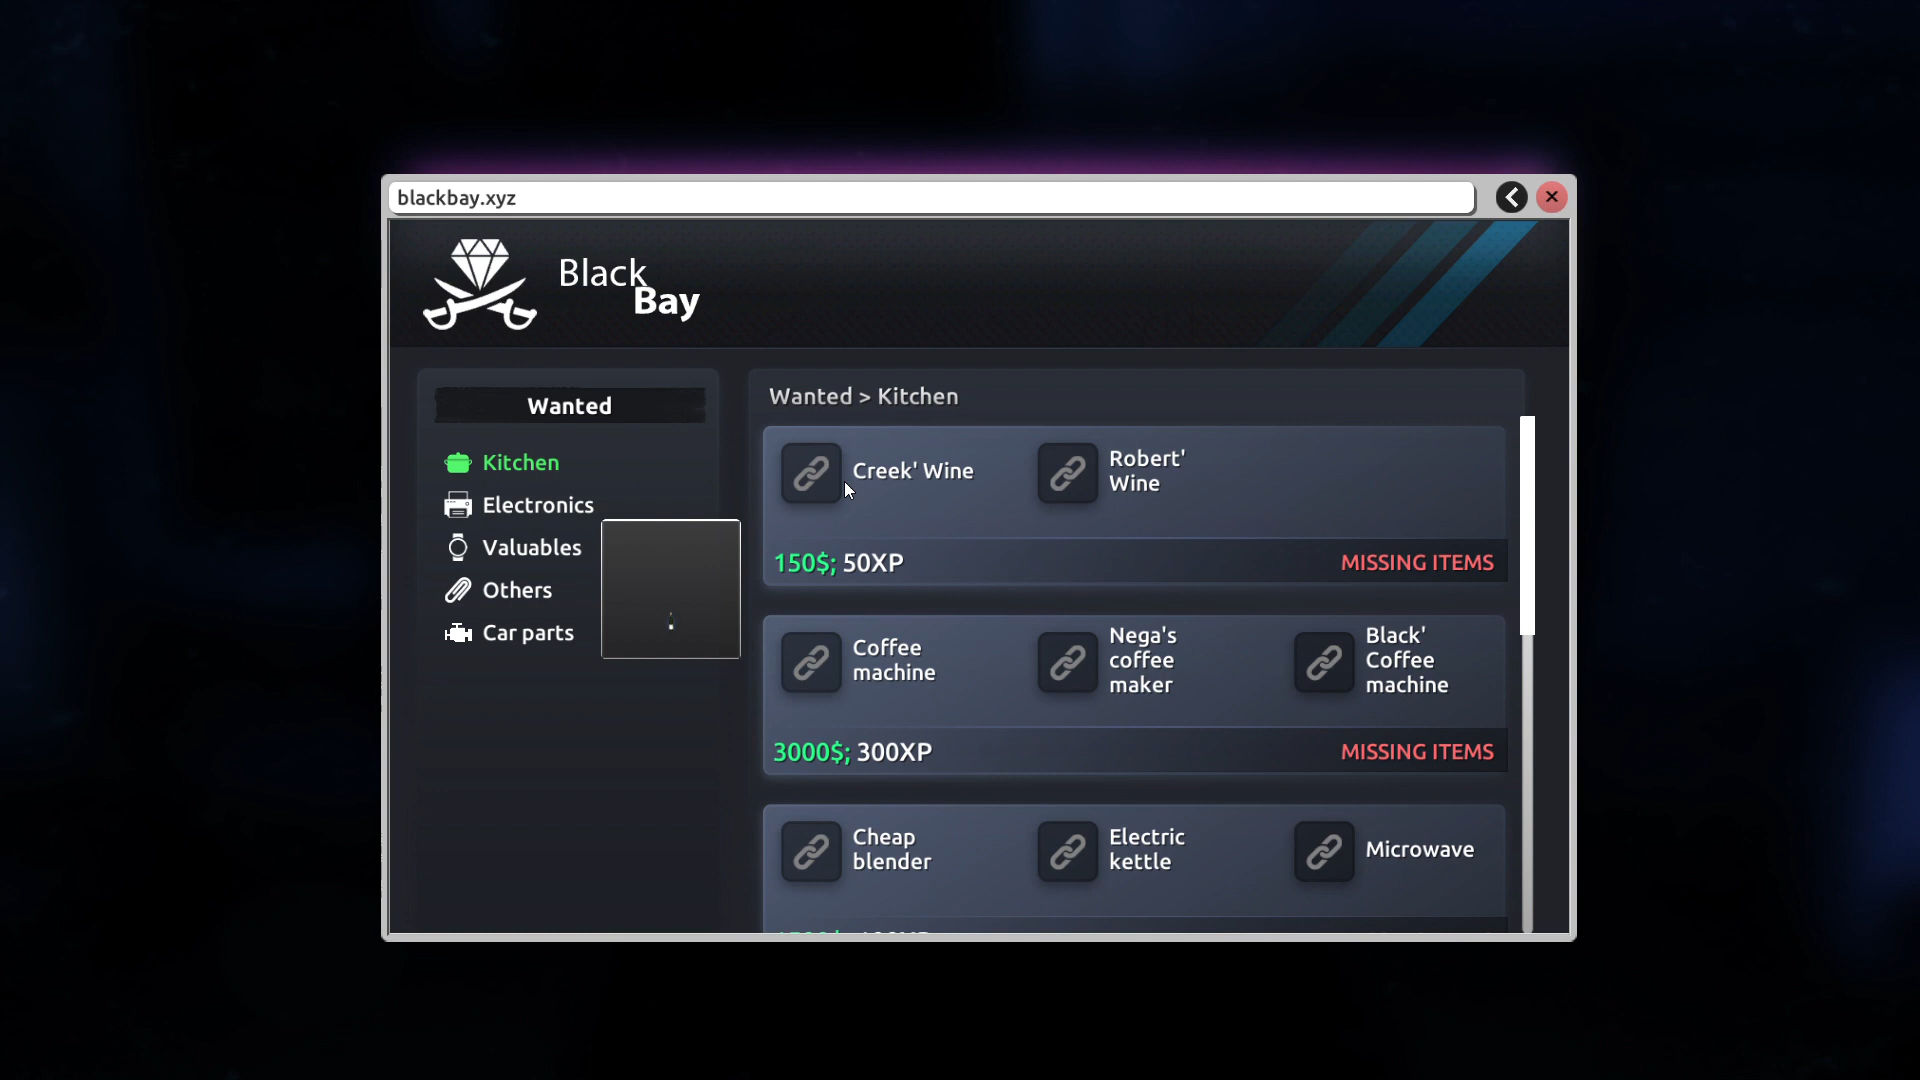 blackbay.xyz
Black
Bay
Wanted
Kitchen
Electronics
Valuables
Others
Car parts
Wanted > Kitchen
Creek' Wine
Robert'
Wine
150$; 50XP
MISSING ITEMS
Coffee
machine
Nega's
coffee
maker
Black'
Coffee
machine
3000$; 300XP
MISSING ITEMS
Cheap
blender
Electric
kettle
Microwave